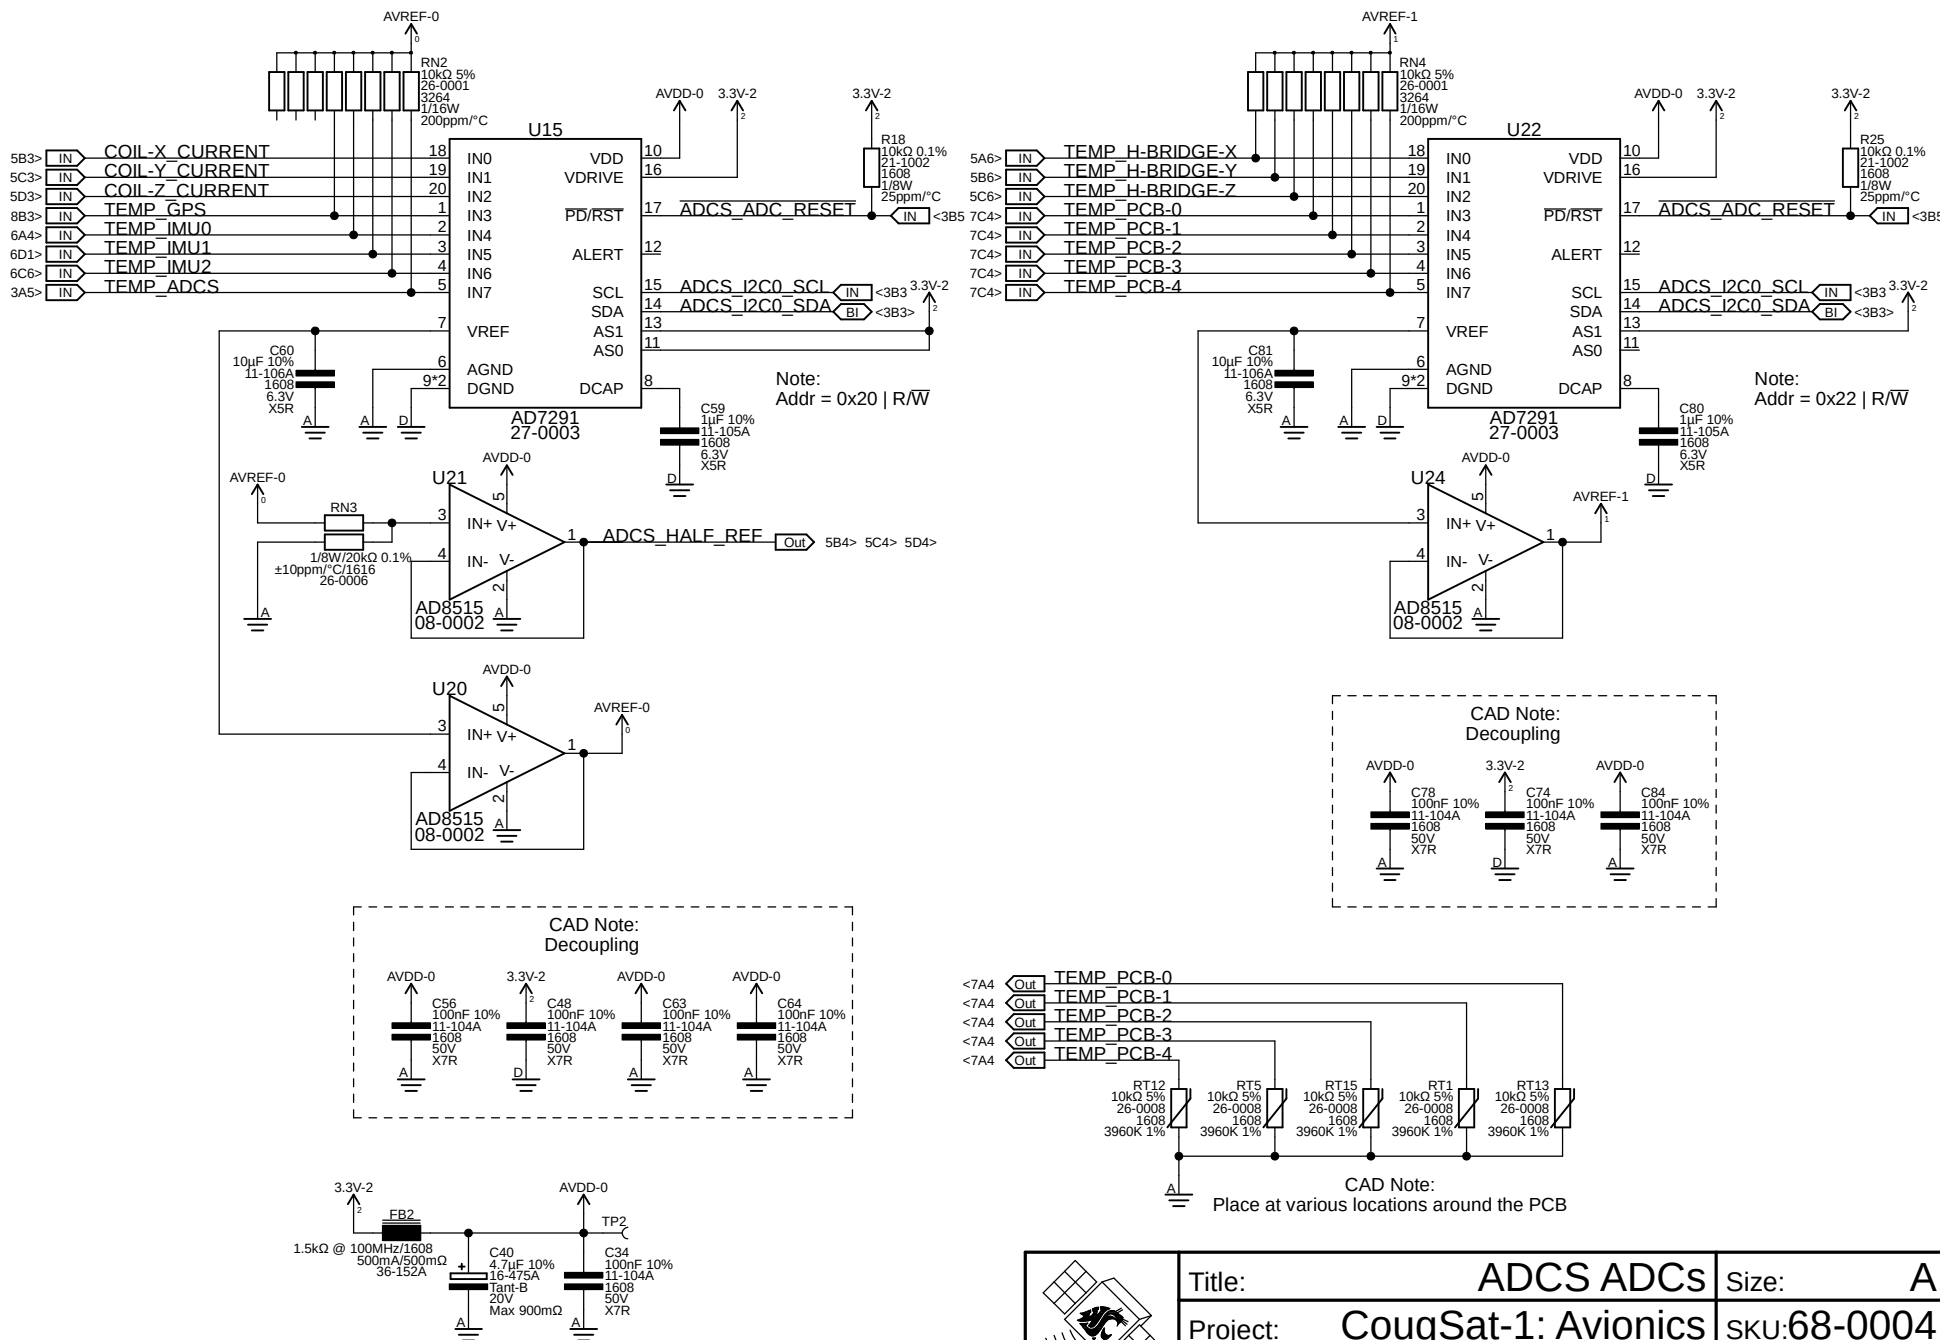 AVREF-0
0
RN2
10kΩ 5%
26-0001
3264
1/16W
200ppm/°C
AVDD-0
3.3V-2
2
3.3V-2
2
R18
10kΩ 0.1%
21-1002
1608
1/8W
25ppm/°C
U15
5B3> IN COIL-X_CURRENT 18 IN0 VDD 10
5C3> IN COIL-Y_CURRENT 19 IN1 VDRIVE 16
5D3> IN COIL-Z_CURRENT 20 IN2
8B3> IN TEMP_GPS 1 IN3 PD/RST 17 ADCS_ADC_RESET IN <3B5
6A4> IN TEMP_IMU0 2 IN4
6D1> IN TEMP_IMU1 3 IN5 ALERT 12
6C6> IN TEMP_IMU2 4 IN6
3A5> IN TEMP_ADCS 5 IN7 SCL 15 ADCS_I2C0_SCL IN <3B3 3.3V-2
2
SDA 14 ADCS_I2C0_SDA BI <3B3>
7 VREF AS1 13
AS0 11
6 AGND
9*2 DGND DCAP 8
C60
10µF 10%
11-106A
1608
6.3V
X5R
A
A
D
AD7291
27-0003
C59
1µF 10%
11-105A
1608
6.3V
X5R
D
Note:
Addr = 0x20 | R/W
AVREF-1
1
RN4
10kΩ 5%
26-0001
3264
1/16W
200ppm/°C
AVDD-0
3.3V-2
2
3.3V-2
2
R25
10kΩ 0.1%
21-1002
1608
1/8W
25ppm/°C
U22
5A6> IN TEMP_H-BRIDGE-X 18 IN0 VDD 10
5B6> IN TEMP_H-BRIDGE-Y 19 IN1 VDRIVE 16
5C6> IN TEMP_H-BRIDGE-Z 20 IN2
7C4> IN TEMP_PCB-0 1 IN3 PD/RST 17 ADCS_ADC_RESET IN <3B5
7C4> IN TEMP_PCB-1 2 IN4
7C4> IN TEMP_PCB-2 3 IN5 ALERT 12
7C4> IN TEMP_PCB-3 4 IN6
7C4> IN TEMP_PCB-4 5 IN7 SCL 15 ADCS_I2C0_SCL IN <3B3 3.3V-2
2
SDA 14 ADCS_I2C0_SDA BI <3B3>
7 VREF AS1 13
AS0 11
6 AGND
9*2 DGND DCAP 8
C81
10µF 10%
11-106A
1608
6.3V
X5R
A
A
D
AD7291
27-0003
C80
1µF 10%
11-105A
1608
6.3V
X5R
D
Note:
Addr = 0x22 | R/W
AVREF-0
0
RN3
1/8W/20kΩ 0.1%
±10ppm/°C/1616
26-0006
A
AVDD-0
U21
5
3 IN+ V+
1 ADCS_HALF_REF Out 5B4> 5C4> 5D4>
4 IN- V-
2
A
AD8515
08-0002
AVDD-0
U24
5
3 IN+ V+
1
4 IN- V-
2
A
AD8515
08-0002
AVREF-1
1
AVDD-0
U20
5
3 IN+ V+
1
4 IN- V-
2
A
AD8515
08-0002
AVREF-0
0
CAD Note:
Decoupling
AVDD-0
C78
100nF 10%
11-104A
1608
50V
X7R
A
3.3V-2
2
C74
100nF 10%
11-104A
1608
50V
X7R
D
AVDD-0
C84
100nF 10%
11-104A
1608
50V
X7R
A
CAD Note:
Decoupling
AVDD-0
C56
100nF 10%
11-104A
1608
50V
X7R
A
3.3V-2
2
C48
100nF 10%
11-104A
1608
50V
X7R
D
AVDD-0
C63
100nF 10%
11-104A
1608
50V
X7R
A
AVDD-0
C64
100nF 10%
11-104A
1608
50V
X7R
A
<7A4 Out TEMP_PCB-0
<7A4 Out TEMP_PCB-1
<7A4 Out TEMP_PCB-2
<7A4 Out TEMP_PCB-3
<7A4 Out TEMP_PCB-4
RT12
10kΩ 5%
26-0008
1608
3960K 1%
RT5
10kΩ 5%
26-0008
1608
3960K 1%
RT15
10kΩ 5%
26-0008
1608
3960K 1%
RT1
10kΩ 5%
26-0008
1608
3960K 1%
RT13
10kΩ 5%
26-0008
1608
3960K 1%
A
CAD Note:
Place at various locations around the PCB
3.3V-2
2
FB2
1.5kΩ @ 100MHz/1608
500mA/500mΩ
36-152A
AVDD-0
TP2
+
C40
4.7µF 10%
16-475A
Tant-B
20V
Max 900mΩ
A
C34
100nF 10%
11-104A
1608
50V
X7R
A
Title: ADCS ADCs Size: A
Project: CougSat-1: Avionics SKU:68-0004